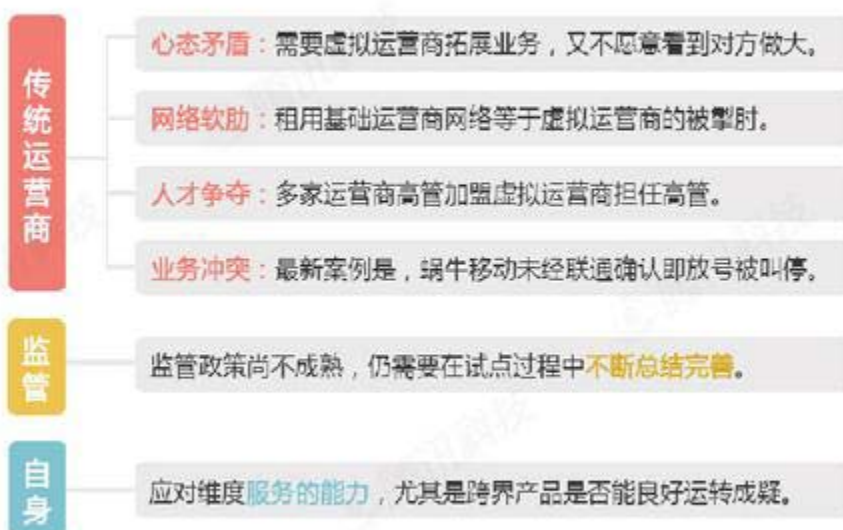 传统运营商
心态矛盾：需要虚拟运营商拓展业务，又不愿意看到对方做大。
网络软肋：租用基础运营商网络等于虚拟运营商的被掣肘。
人才争夺：多家运营商高管加盟虚拟运营商担任高管。
业务冲突：最新案例是，蜗牛移动未经联通确认即放号被叫停。
监管
监管政策尚不成熟，仍需要在试点过程中不断总结完善。
自身
应对维度服务的能力，尤其是跨界产品是否能良好运转成疑。